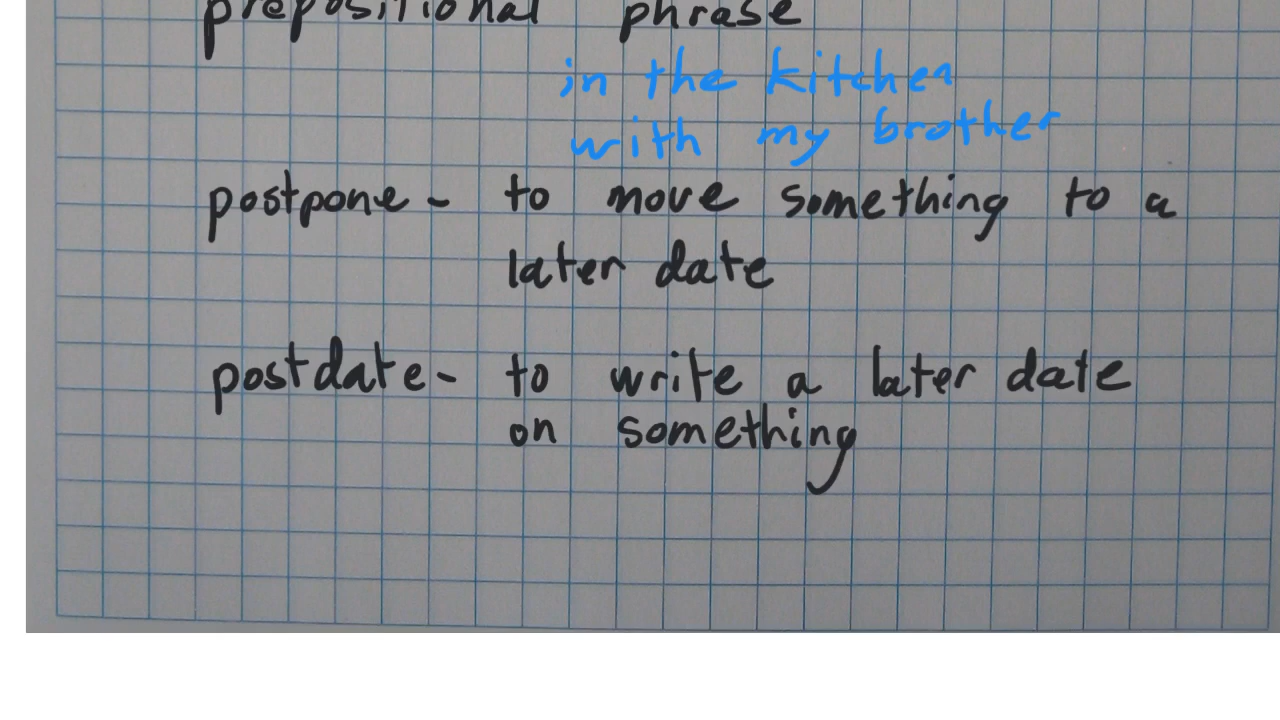 prepositional phrase
in the kitchen
with my brother
postpone - to move something to a
later date
postdate - to write a later date
on something